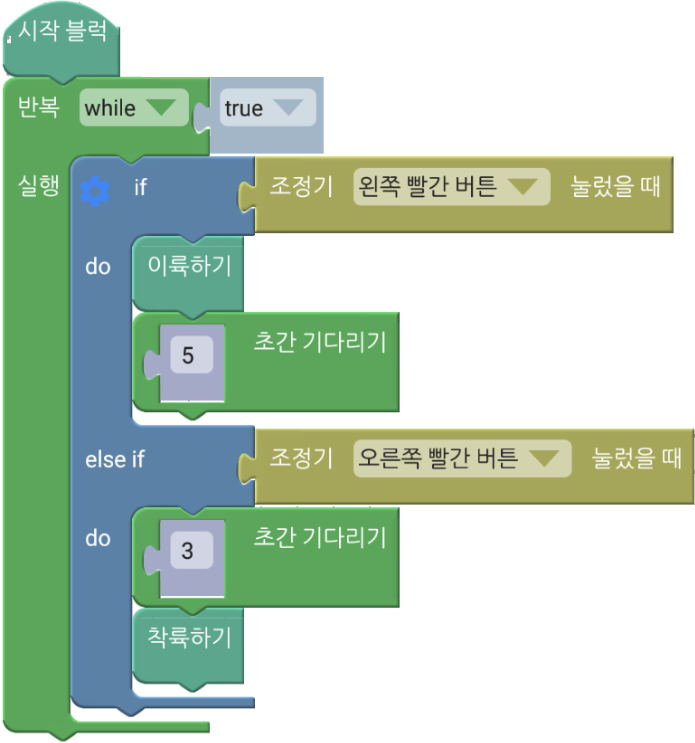 시작 블럭
반복 while true
실행 if 조정기 왼쪽 빨간 버튼 눌렀을 때
do 이륙하기
5 초간 기다리기
else if 조정기 오른쪽 빨간 버튼 눌렀을 때
do 3 초간 기다리기
착륙하기